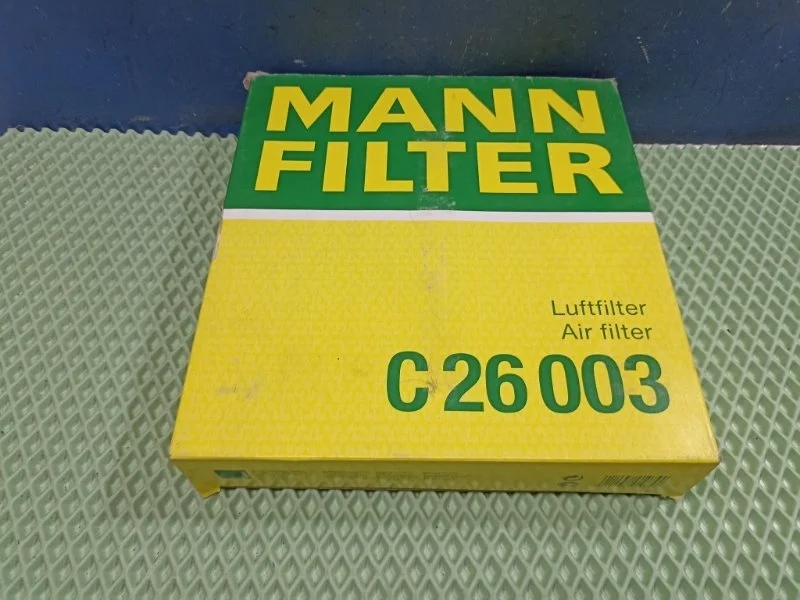 MANN
FILTER
Luftfilter
Air filter
C 26 003